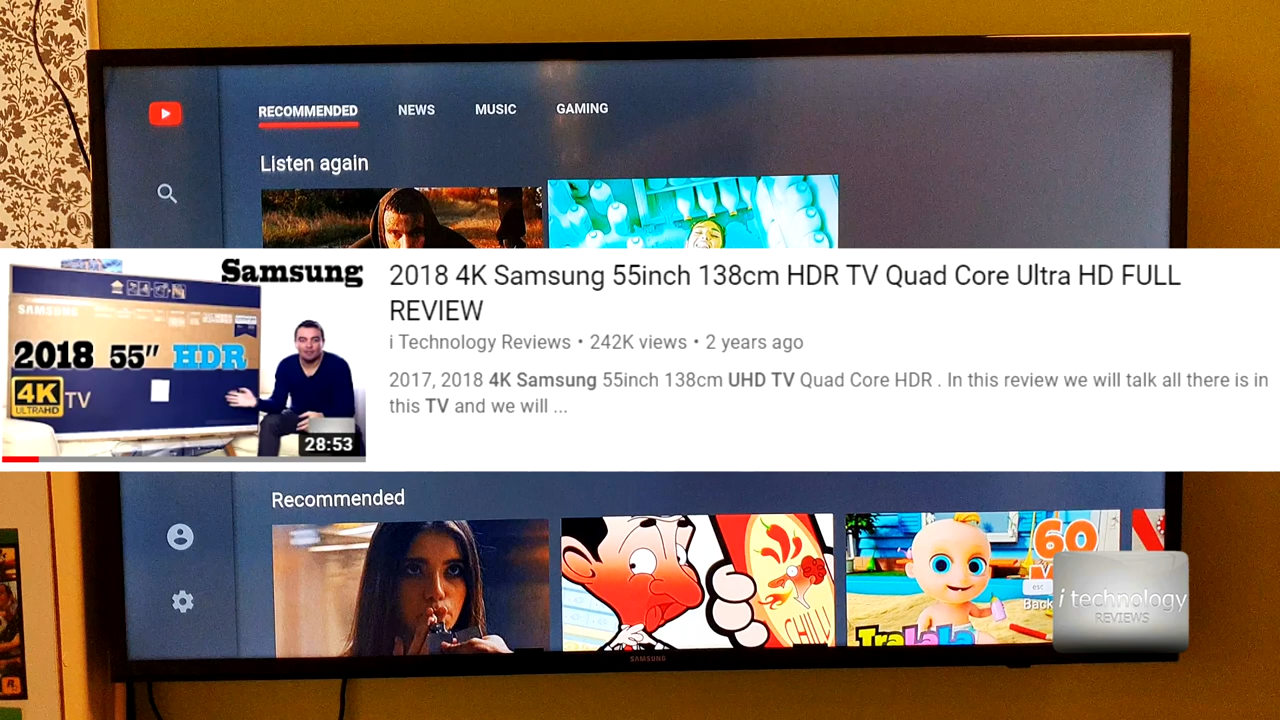 RECOMMENDED NEWS MUSIC GAMING
Listen again
Samsung
SAMSUNG
2018 55" HDR
4K TV
ULTRAHD
28:53
2018 4K Samsung 55inch 138cm HDR TV Quad Core Ultra HD FULL
REVIEW
i Technology Reviews • 242K views • 2 years ago
2017, 2018 4K Samsung 55inch 138cm UHD TV Quad Core HDR . In this review we will talk all there is in
this TV and we will ...
Recommended
60
esc
Back
CHILI
TraLaLa
i technology
REVIEWS
SAMSUNG